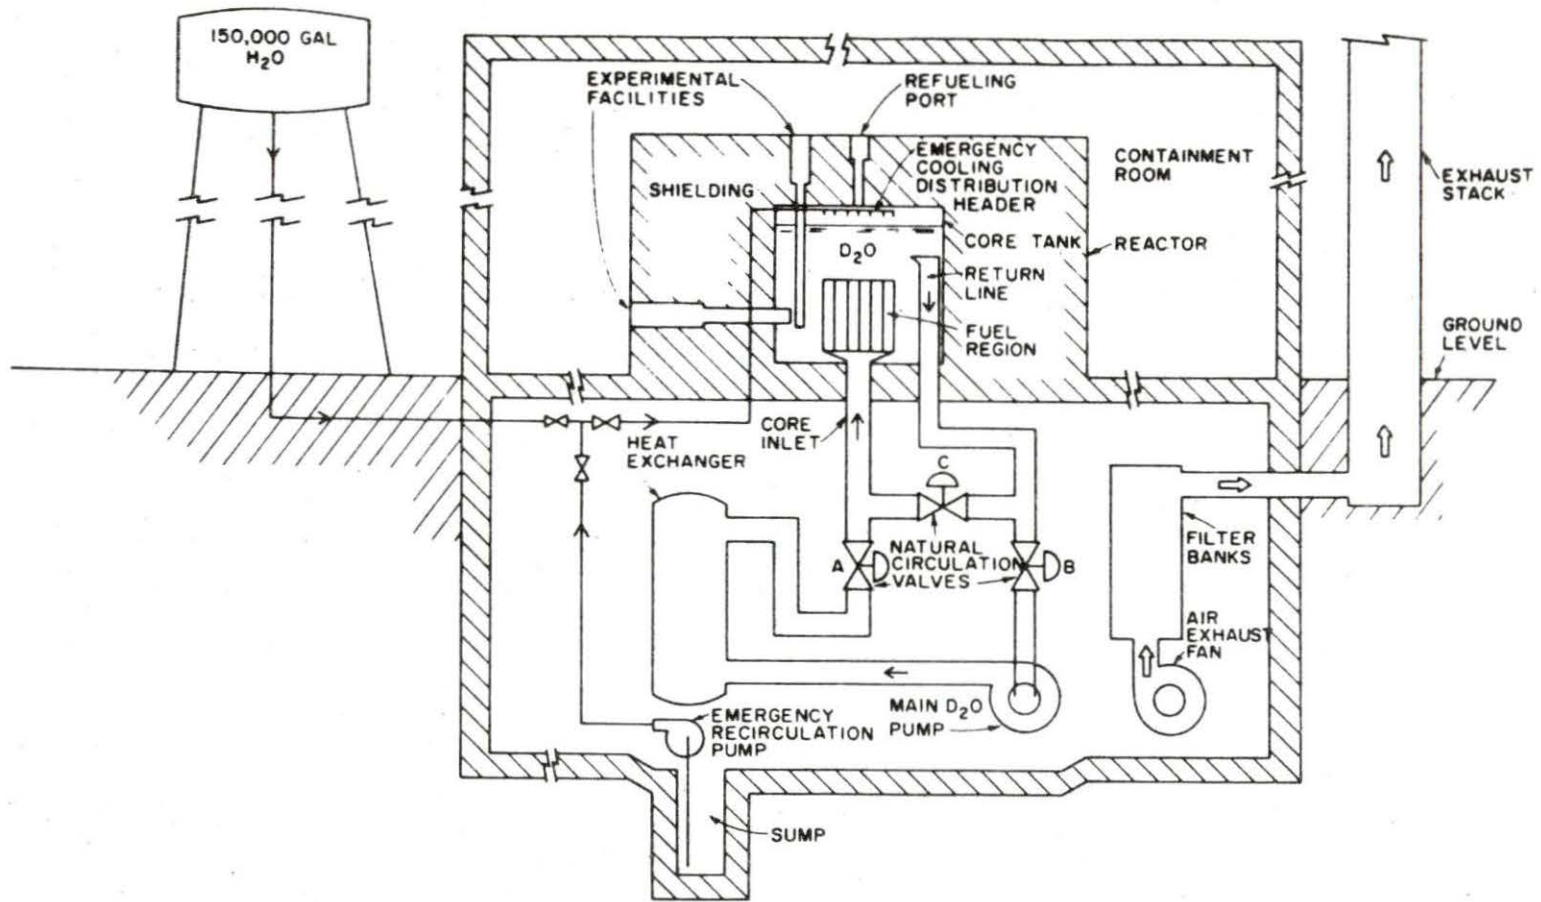 150,000 GAL
H₂O
EXPERIMENTAL
FACILITIES
REFUELING
PORT
SHIELDING
EMERGENCY
COOLING
DISTRIBUTION
HEADER
CONTAINMENT
ROOM
EXHAUST
STACK
D₂O
CORE TANK
REACTOR
RETURN
LINE
FUEL
REGION
GROUND
LEVEL
CORE
INLET
HEAT
EXCHANGER
C
A
NATURAL
CIRCULATION
VALVES
B
FILTER
BANKS
AIR
EXHAUST
FAN
MAIN D₂O
PUMP
EMERGENCY
RECIRCULATION
PUMP
SUMP